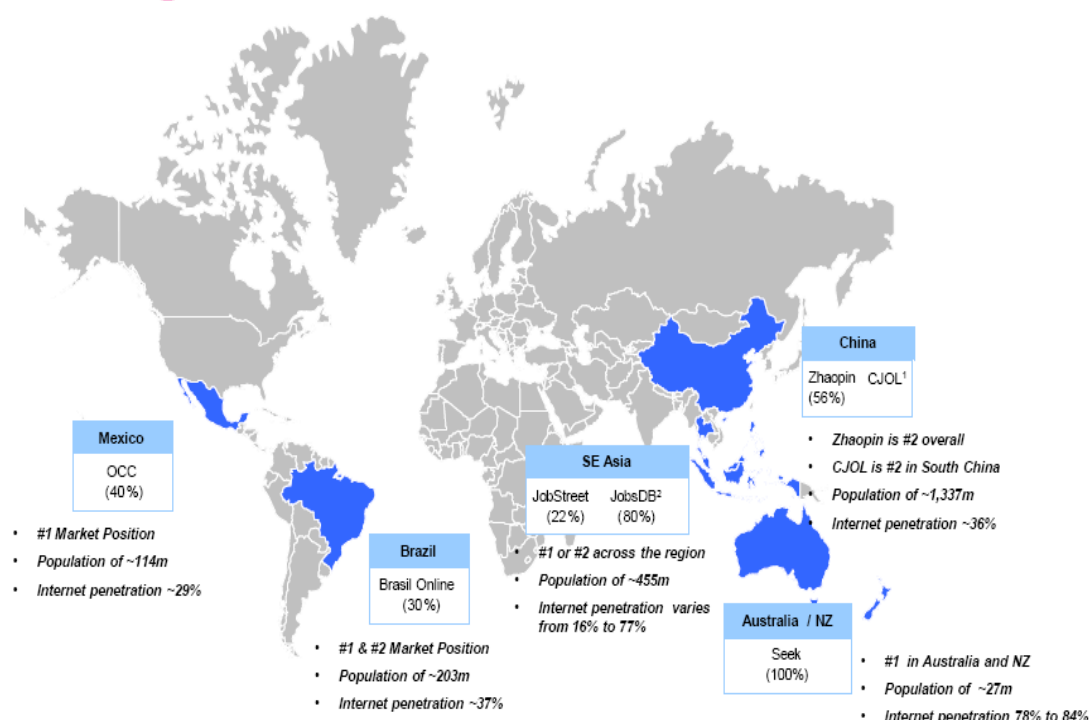 China
Zhaopin CJOL¹
(56%)
• Zhaopin is #2 overall
• CJOL is #2 in South China
• Population of ~1,337m
• Internet penetration ~36%
Mexico
OCC
(40%)
• #1 Market Position
• Population of ~114m
• Internet penetration ~29%
SE Asia
JobStreet JobsDB²
(22%) (80%)
• #1 or #2 across the region
• Population of ~455m
• Internet penetration varies
from 16% to 77%
Brazil
Brasil Online
(30%)
• #1 & #2 Market Position
• Population of ~203m
• Internet penetration ~37%
Australia / NZ
Seek
(100%)
• #1 in Australia and NZ
• Population of ~27m
• Internet penetration 78% to 84%